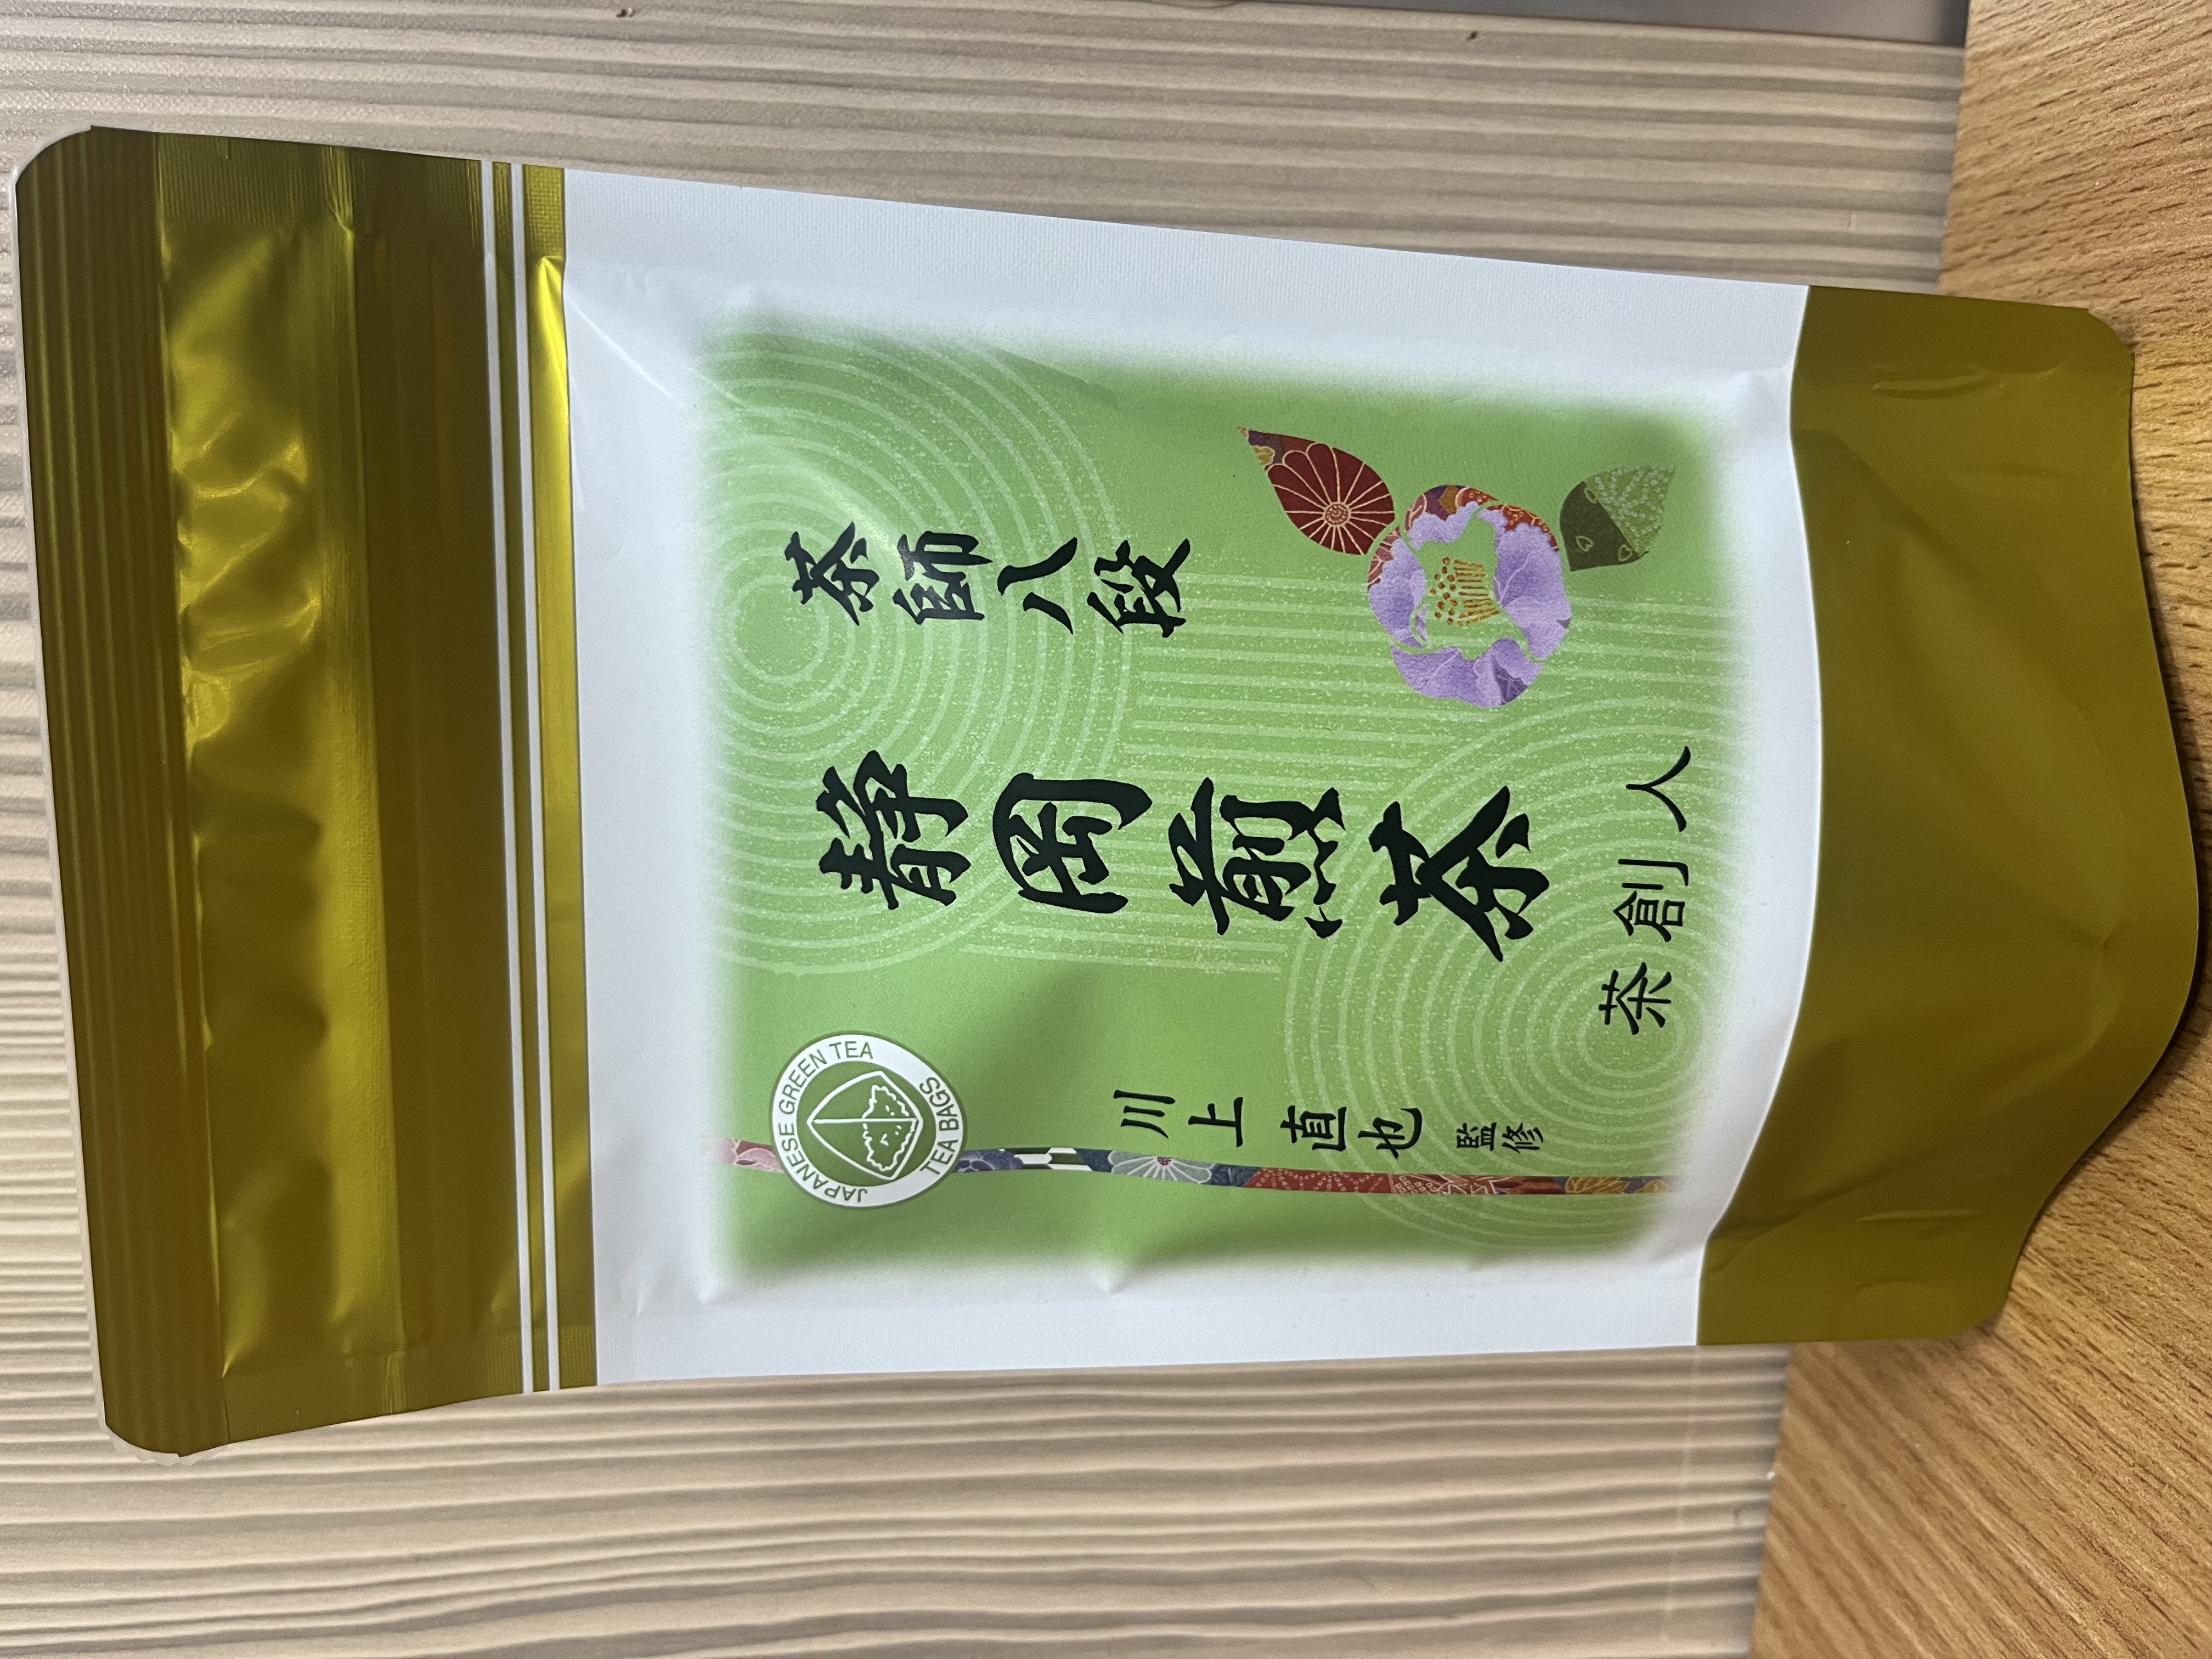 茶師八段
静岡煎茶
茶創人
川上直也
監修
JAPANESE GREEN TEA
TEA BAGS